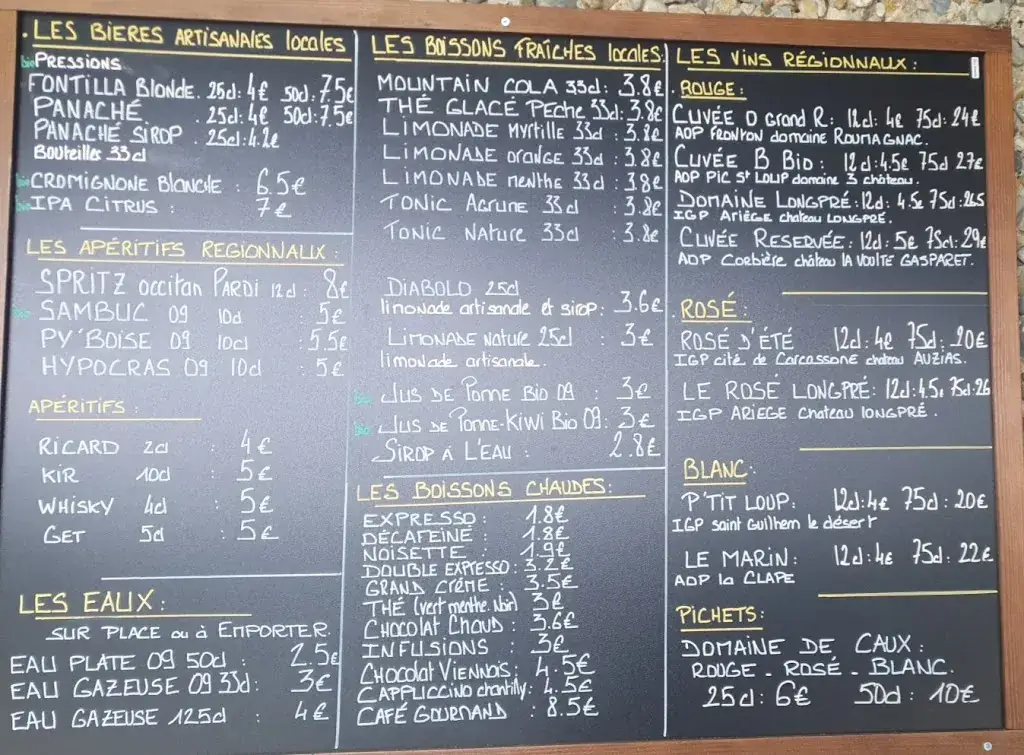 . LES BIERES ARTISANALES locales
bio PRESSIONS
FONTILLA Blonde. 25cl: 4€ 50cl: 7.5€
PANACHÉ. 25cl: 4€ 50cl: 7.5€
PANACHÉ SIROP . 25cl: 4.2€
Bouteilles 33cl
bio CROMIGNONE Blanche : 6.5€
bio IPA CITRUS : 7€
LES APÉRITIFS REGIONNAUX :
SPRITZ occitan PARDI 12cl : 8€
bio SAMBUC 09 10cl : 5€
PY'BOISE 09 10cl : 5.5€
HYPOCRAS 09 10cl : 5€
APERITIFS :
RICARD 2cl : 4€
KIR 10cl : 5€
WHISKY 4cl : 5€
GET 5cl : 5€
LES EAUX :
SUR PLACE ou à EMPORTER.
EAU PLATE 09 50cl : 2.5€
EAU GAZEUSE 09 33cl : 3€
EAU GAZEUSE 125cl : 4€
LES BOISSONS FRAÎCHES locales:
MOUNTAIN COLA 33cl : 3.8€
THÉ GLACÉ Pêche 33cl : 3.8€
LIMONADE Myrtille 33cl : 3.8€
LIMONADE orange 33cl : 3.8€
LIMONADE menthe 33cl : 3.8€
TONIC Agrume 33cl : 3.8€
TONIC Nature 33cl : 3.8€
DIABOLO 25cl
limonade artisanale et sirop : 3.6€
LIMONADE Nature 25cl : 3€
limonade artisanale.
bio JUS DE Pomme BIO 09 : 3€
bio JUS DE POMME-KIWI BIO 09 : 3€
SIROP À L'EAU : 2.8€
LES BOISSONS CHAUDES :
EXPRESSO : 1.8€
DÉCAFEINÉ : 1.8€
NOISETTE : 1.9€
DOUBLE EXPRESSO : 3.2€
GRAND CRÈME : 3.5€
THÉ (vert menthe. Noir) 3€
CHOCOLAT CHAUD : 3.6€
INFUSIONS : 3€
CHOCOLAT VIENNOIS : 4.5€
CAPPUCCINO chantilly : 4.5€
CAFÉ GOURMAND : 8.5€
LES VINS RÉGIONNAUX :
ROUGE :
CUVÉE O Grand R : 12cl: 4€ 75cl: 24€
AOP FRONTON domaine ROUMAGNAC.
CUVÉE B Bio : 12cl: 4.5€ 75cl 27€
AOP PIC St LOUP domaine 3 château.
DOMAINE LONGPRÉ : 12cl: 4.5€ 75cl: 26.5
IGP ARIÈGE chateau LONGPRÉ.
CUVÉE RESERVÉE : 12cl: 5€ 75cl: 29€
AOP Corbière château LA VOULTE GASPARET.
ROSÉ :
ROSÉ D'ÉTÉ 12cl: 4€ 75cl: 20€
IGP cité de Carcassone chateau AUZIAS.
LE ROSÉ LONGPRÉ : 12cl: 4.5€ 75cl: 26
IGP ARIEGE chateau LONGPRÉ.
BLANC :
P'TIT LOUP : 12cl: 4€ 75cl: 20€
IGP saint Guilhem le désert
LE MARIN : 12cl: 4€ 75cl: 22€
AOP la CLAPE
PICHETS :
DOMAINE DE CAUX :
ROUGE - ROSÉ - BLANC.
25cl: 6€ 50cl: 10€